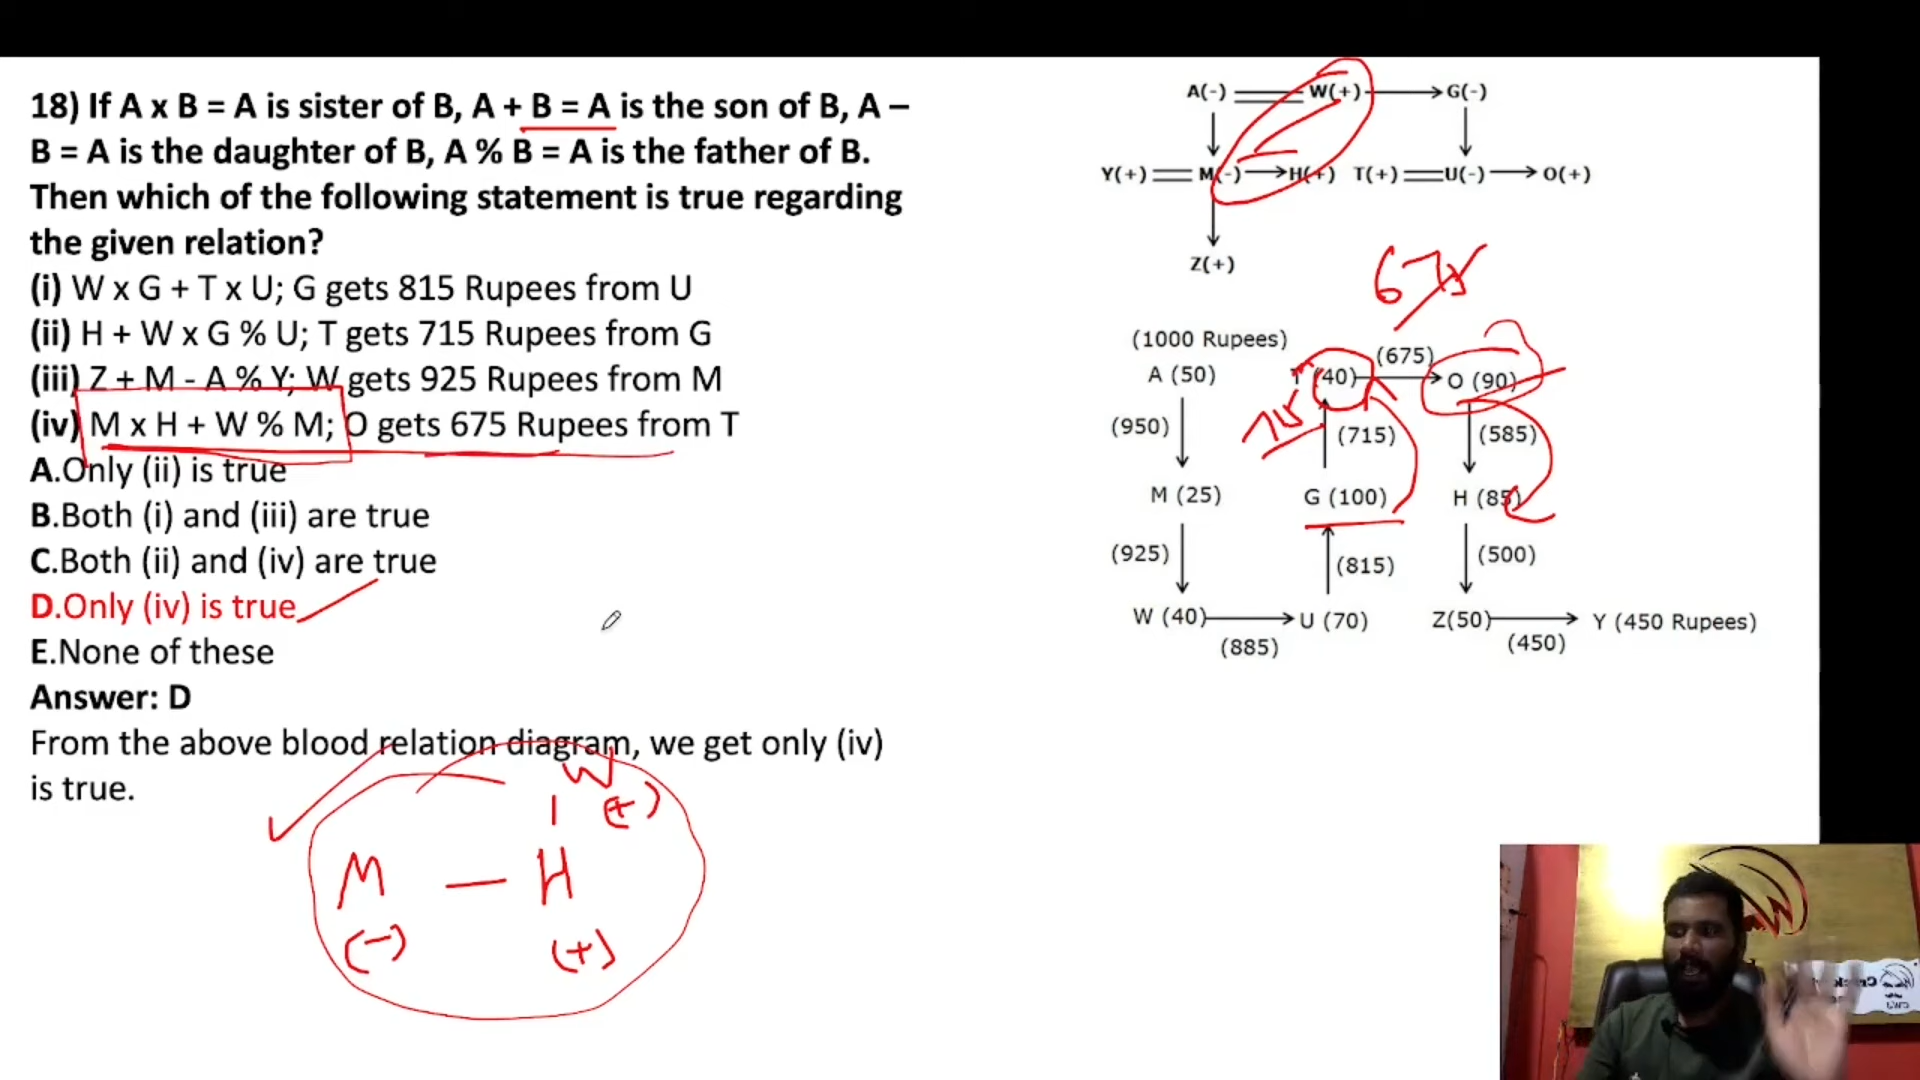 18) If A x B = A is sister of B, A + B = A is the son of B, A –
B = A is the daughter of B, A % B = A is the father of B.
Then which of the following statement is true regarding
the given relation?
(i) W x G + T x U; G gets 815 Rupees from U
(ii) H + W x G % U; T gets 715 Rupees from G
(iii) Z + M - A % Y; W gets 925 Rupees from M
(iv) M x H + W % M; O gets 675 Rupees from T
A.Only (ii) is true
B.Both (i) and (iii) are true
C.Both (ii) and (iv) are true
D.Only (iv) is true
E.None of these
Answer: D
From the above blood relation diagram, we get only (iv)
is true.
W
(+)
M — H
(-) (+)
A(-) W(+) G(-)
Y(+) M(-) H(+) T(+) U(-) O(+)
Z(+)
675
(1000 Rupees)
A (50) (40) (675) O (90)
(950) 715 (715) (585)
M (25) G (100) H (85)
(925) (815) (500)
W (40) U (70) Z(50) Y (450 Rupees)
(885) (450)